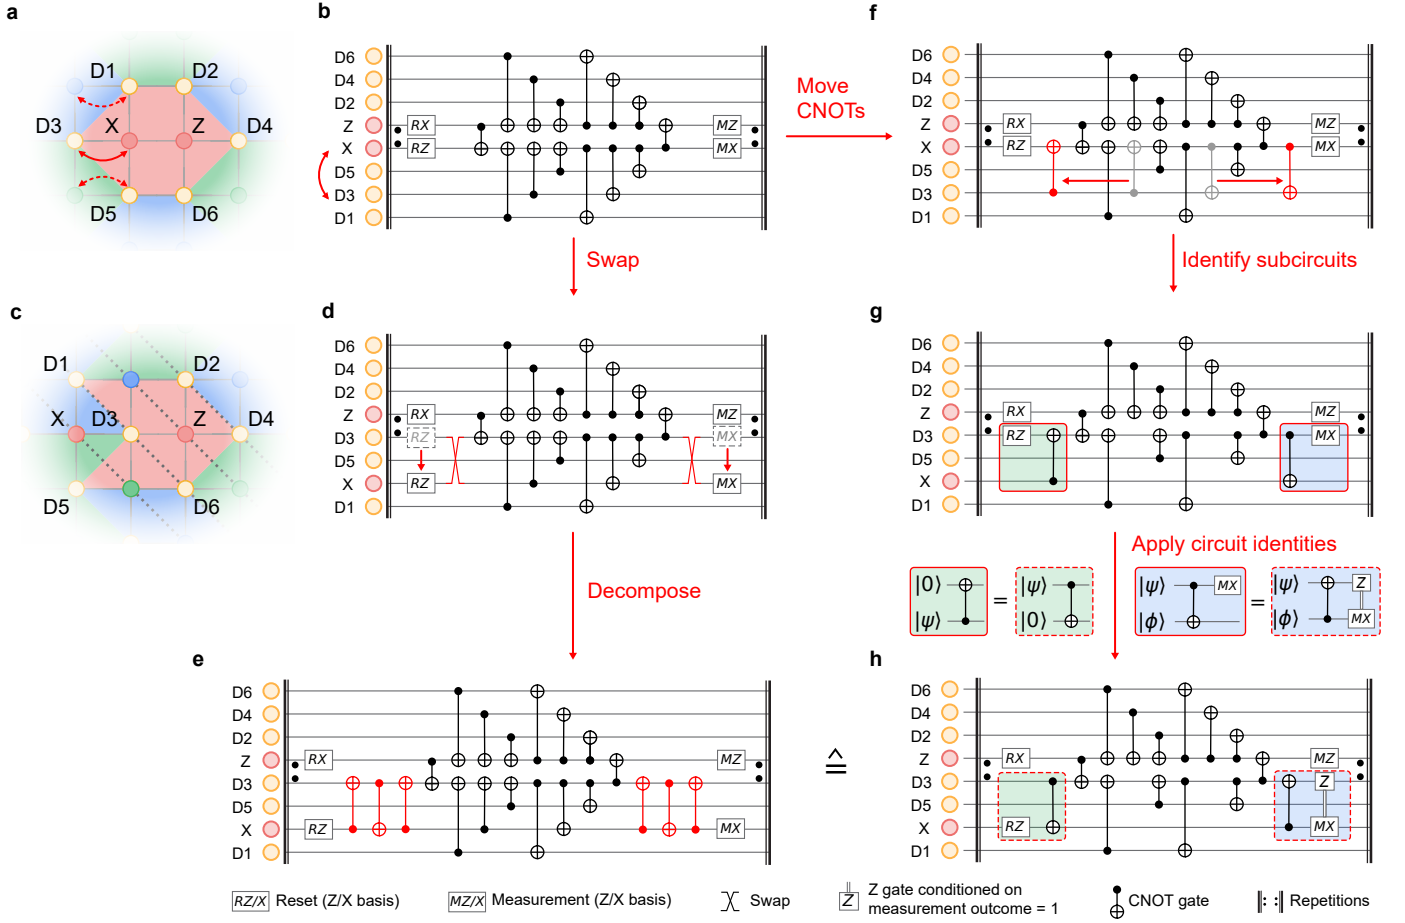 a
D1
D2
D3
X
Z
D4
D5
D6
b
D6
D4
D2
Z
RX
MZ
X
RZ
MX
D5
D3
D1
Move
CNOTs
f
D6
D4
D2
Z
RX
MZ
X
RZ
MX
D5
D3
D1
Swap
Identify subcircuits
c
D1
D2
X
D3
Z
D4
D5
D6
d
D6
D4
D2
Z
RX
MZ
D3
RZ
MX
D5
X
RZ
MX
D1
g
D6
D4
D2
Z
RX
MZ
D3
RZ
MX
D5
X
D1
Decompose
Apply circuit identities
|0⟩
|ψ⟩
=
|ψ⟩
|0⟩
|ψ⟩
MX
|ϕ⟩
=
|ψ⟩
Z
|ϕ⟩
MX
e
D6
D4
D2
Z
RX
MZ
D3
D5
X
RZ
MX
D1
≙
h
D6
D4
D2
Z
RX
MZ
D3
Z
D5
X
RZ
MX
D1
RZ/X Reset (Z/X basis)
MZ/X Measurement (Z/X basis)
Swap
Z Z gate conditioned on
measurement outcome = 1
CNOT gate
Repetitions